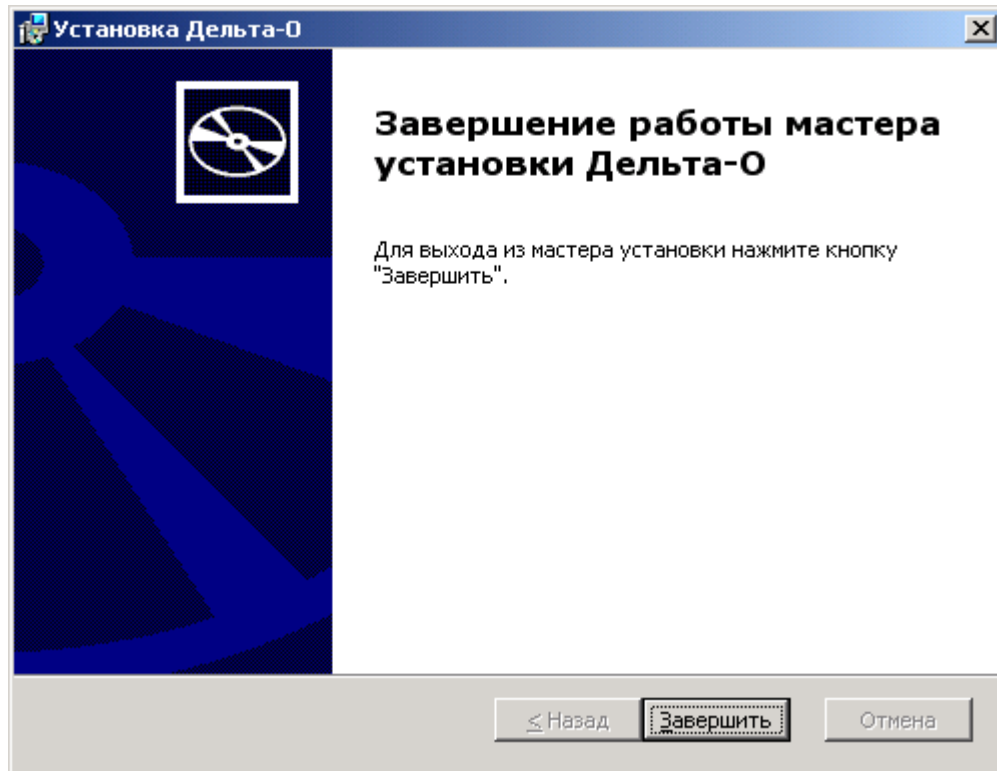 Установка Дельта-О
Завершение работы мастера
установки Дельта-О
Для выхода из мастера установки нажмите кнопку
"Завершить".
< Назад
Завершить
Отмена